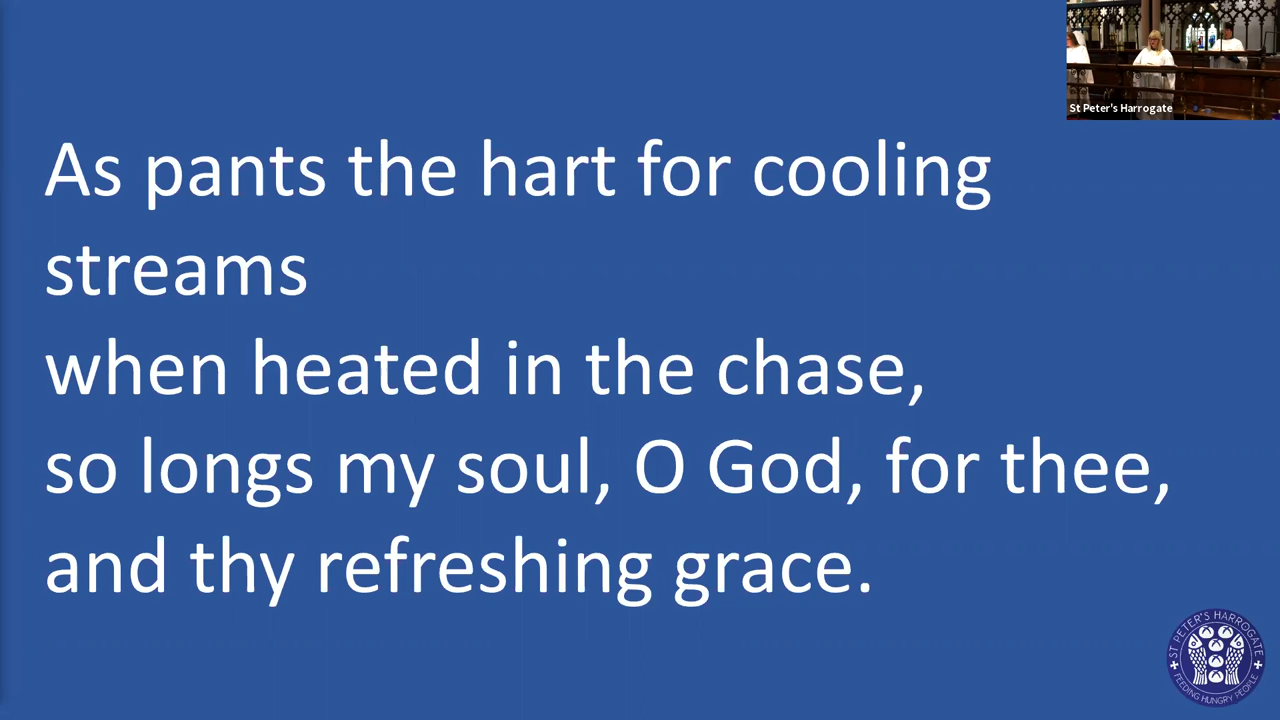 St Peter's Harrogate
As pants the hart for cooling
streams
when heated in the chase,
so longs my soul, O God, for thee,
and thy refreshing grace.
ST PETER'S HARROGATE
FEEDING HUNGRY PEOPLE